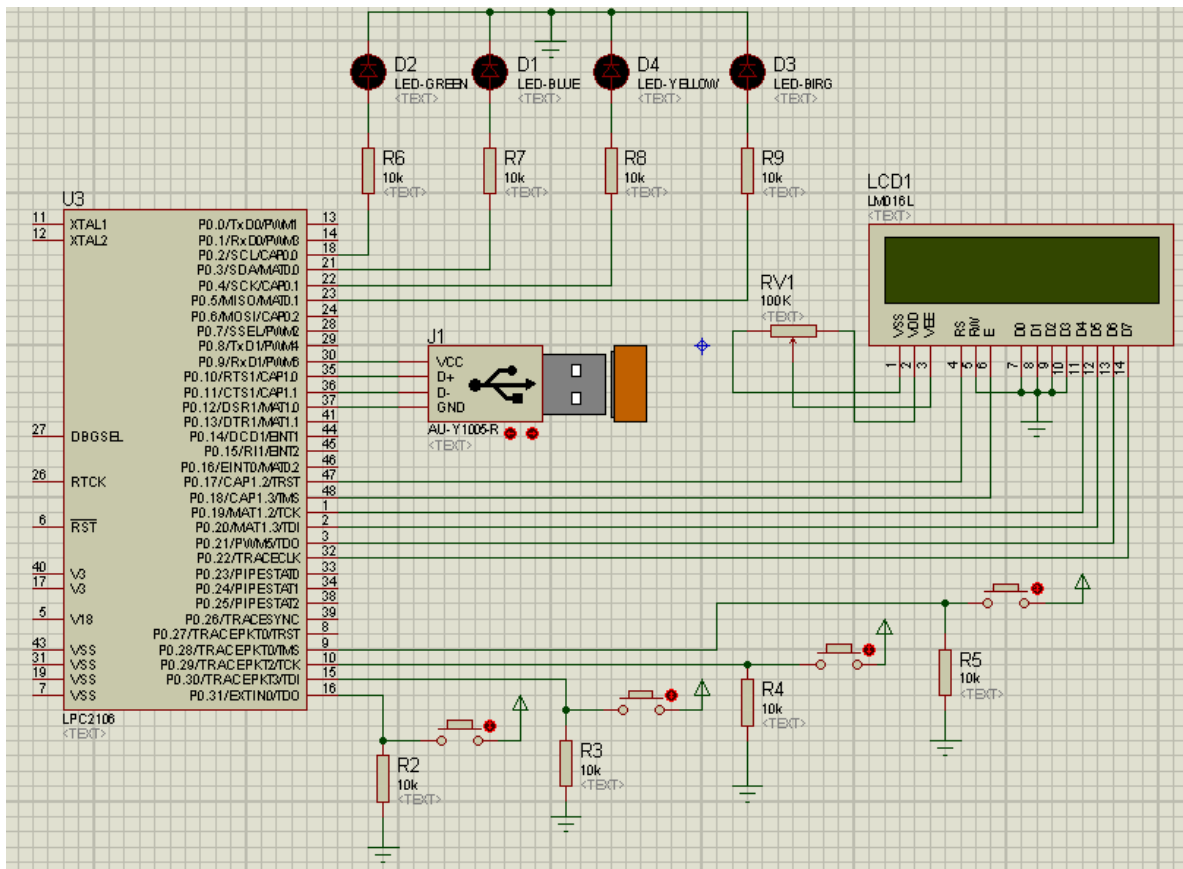 D2
LED-GREEN
<TEXT>
D1
LED-BLUE
<TEXT>
D4
LED-YELLOW
<TEXT>
D3
LED-BIRG
<TEXT>
R6
10k
<TEXT>
R7
10k
<TEXT>
R8
10k
<TEXT>
R9
10k
<TEXT>
U3
11 XTAL1
12 XTAL2
27 DBGSEL
26 RTCK
6 RST
40 V3
17 V3
5 V18
43 VSS
31 VSS
19 VSS
7 VSS
P0.0/TxD0/PWM1 13
P0.1/RxD0/PWM3 14
P0.2/SCL/CAP0.0 18
P0.3/SDA/MAT0.0 21
P0.4/SCK/CAP0.1 22
P0.5/MISO/MAT0.1 23
P0.6/MOSI/CAP0.2 24
P0.7/SSEL/PWM2 28
P0.8/TxD1/PWM4 29
P0.9/RxD1/PWM6 30
P0.10/RTS1/CAP1.0 35
P0.11/CTS1/CAP1.1 36
P0.12/DSR1/MAT1.0 37
P0.13/DTR1/MAT1.1 41
P0.14/DCD1/EINT1 44
P0.15/RI1/EINT2 45
P0.16/EINT0/MAT0.2 46
P0.17/CAP1.2/TRST 47
P0.18/CAP1.3/TMS 48
P0.19/MAT1.2/TCK 1
P0.20/MAT1.3/TDI 2
P0.21/PWM5/TDO 3
P0.22/TRACECLK 32
P0.23/PIPESTAT0 33
P0.24/PIPESTAT1 34
P0.25/PIPESTAT2 38
P0.26/TRACESYNC 39
P0.27/TRACEPKT0/TRST 8
P0.28/TRACEPKT0/TMS 9
P0.29/TRACEPKT2/TCK 10
P0.30/TRACEPKT3/TDI 15
P0.31/EXTIN0/TDO 16
LPC2106
<TEXT>
J1
VCC
D+
D-
GND
AU-Y1005-R
<TEXT>
RV1
100K
<TEXT>
LCD1
LM016L
<TEXT>
VSS VDD VEE RS RW E D0 D1 D2 D3 D4 D5 D6 D7
1 2 3 4 5 6 7 8 9 10 11 12 13 14
R5
10k
<TEXT>
R4
10k
<TEXT>
R3
10k
<TEXT>
R2
10k
<TEXT>